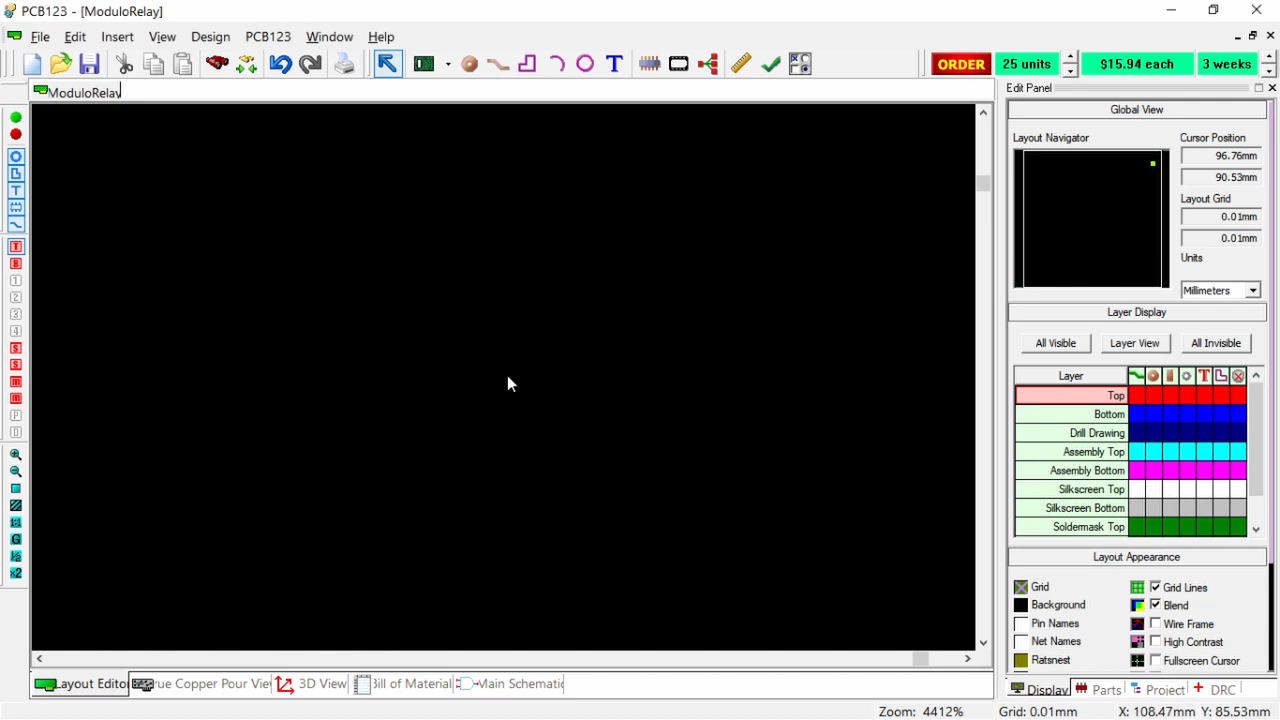 PCB123 - [ModuloRelay]
File Edit Insert View Design PCB123 Window Help
ORDER 25 units $15.94 each 3 weeks
ModuloRelay
Edit Panel
Global View
Layout Navigator
Cursor Position
96.76mm
90.53mm
Layout Grid
0.01mm
0.01mm
Units
Millimeters
Layer Display
All Visible Layer View All Invisible
Layer
Top
Bottom
Drill Drawing
Assembly Top
Assembly Bottom
Silkscreen Top
Silkscreen Bottom
Soldermask Top
Layout Appearance
Grid Grid Lines
Background Blend
Pin Names Wire Frame
Net Names High Contrast
Ratsnest Fullscreen Cursor
Layout Editor rue Copper Pour Vie 3D View Bill of Material Main Schematic
Display Parts Project DRC
Zoom: 4412% Grid: 0.01mm X: 108.47mm Y: 85.53mm